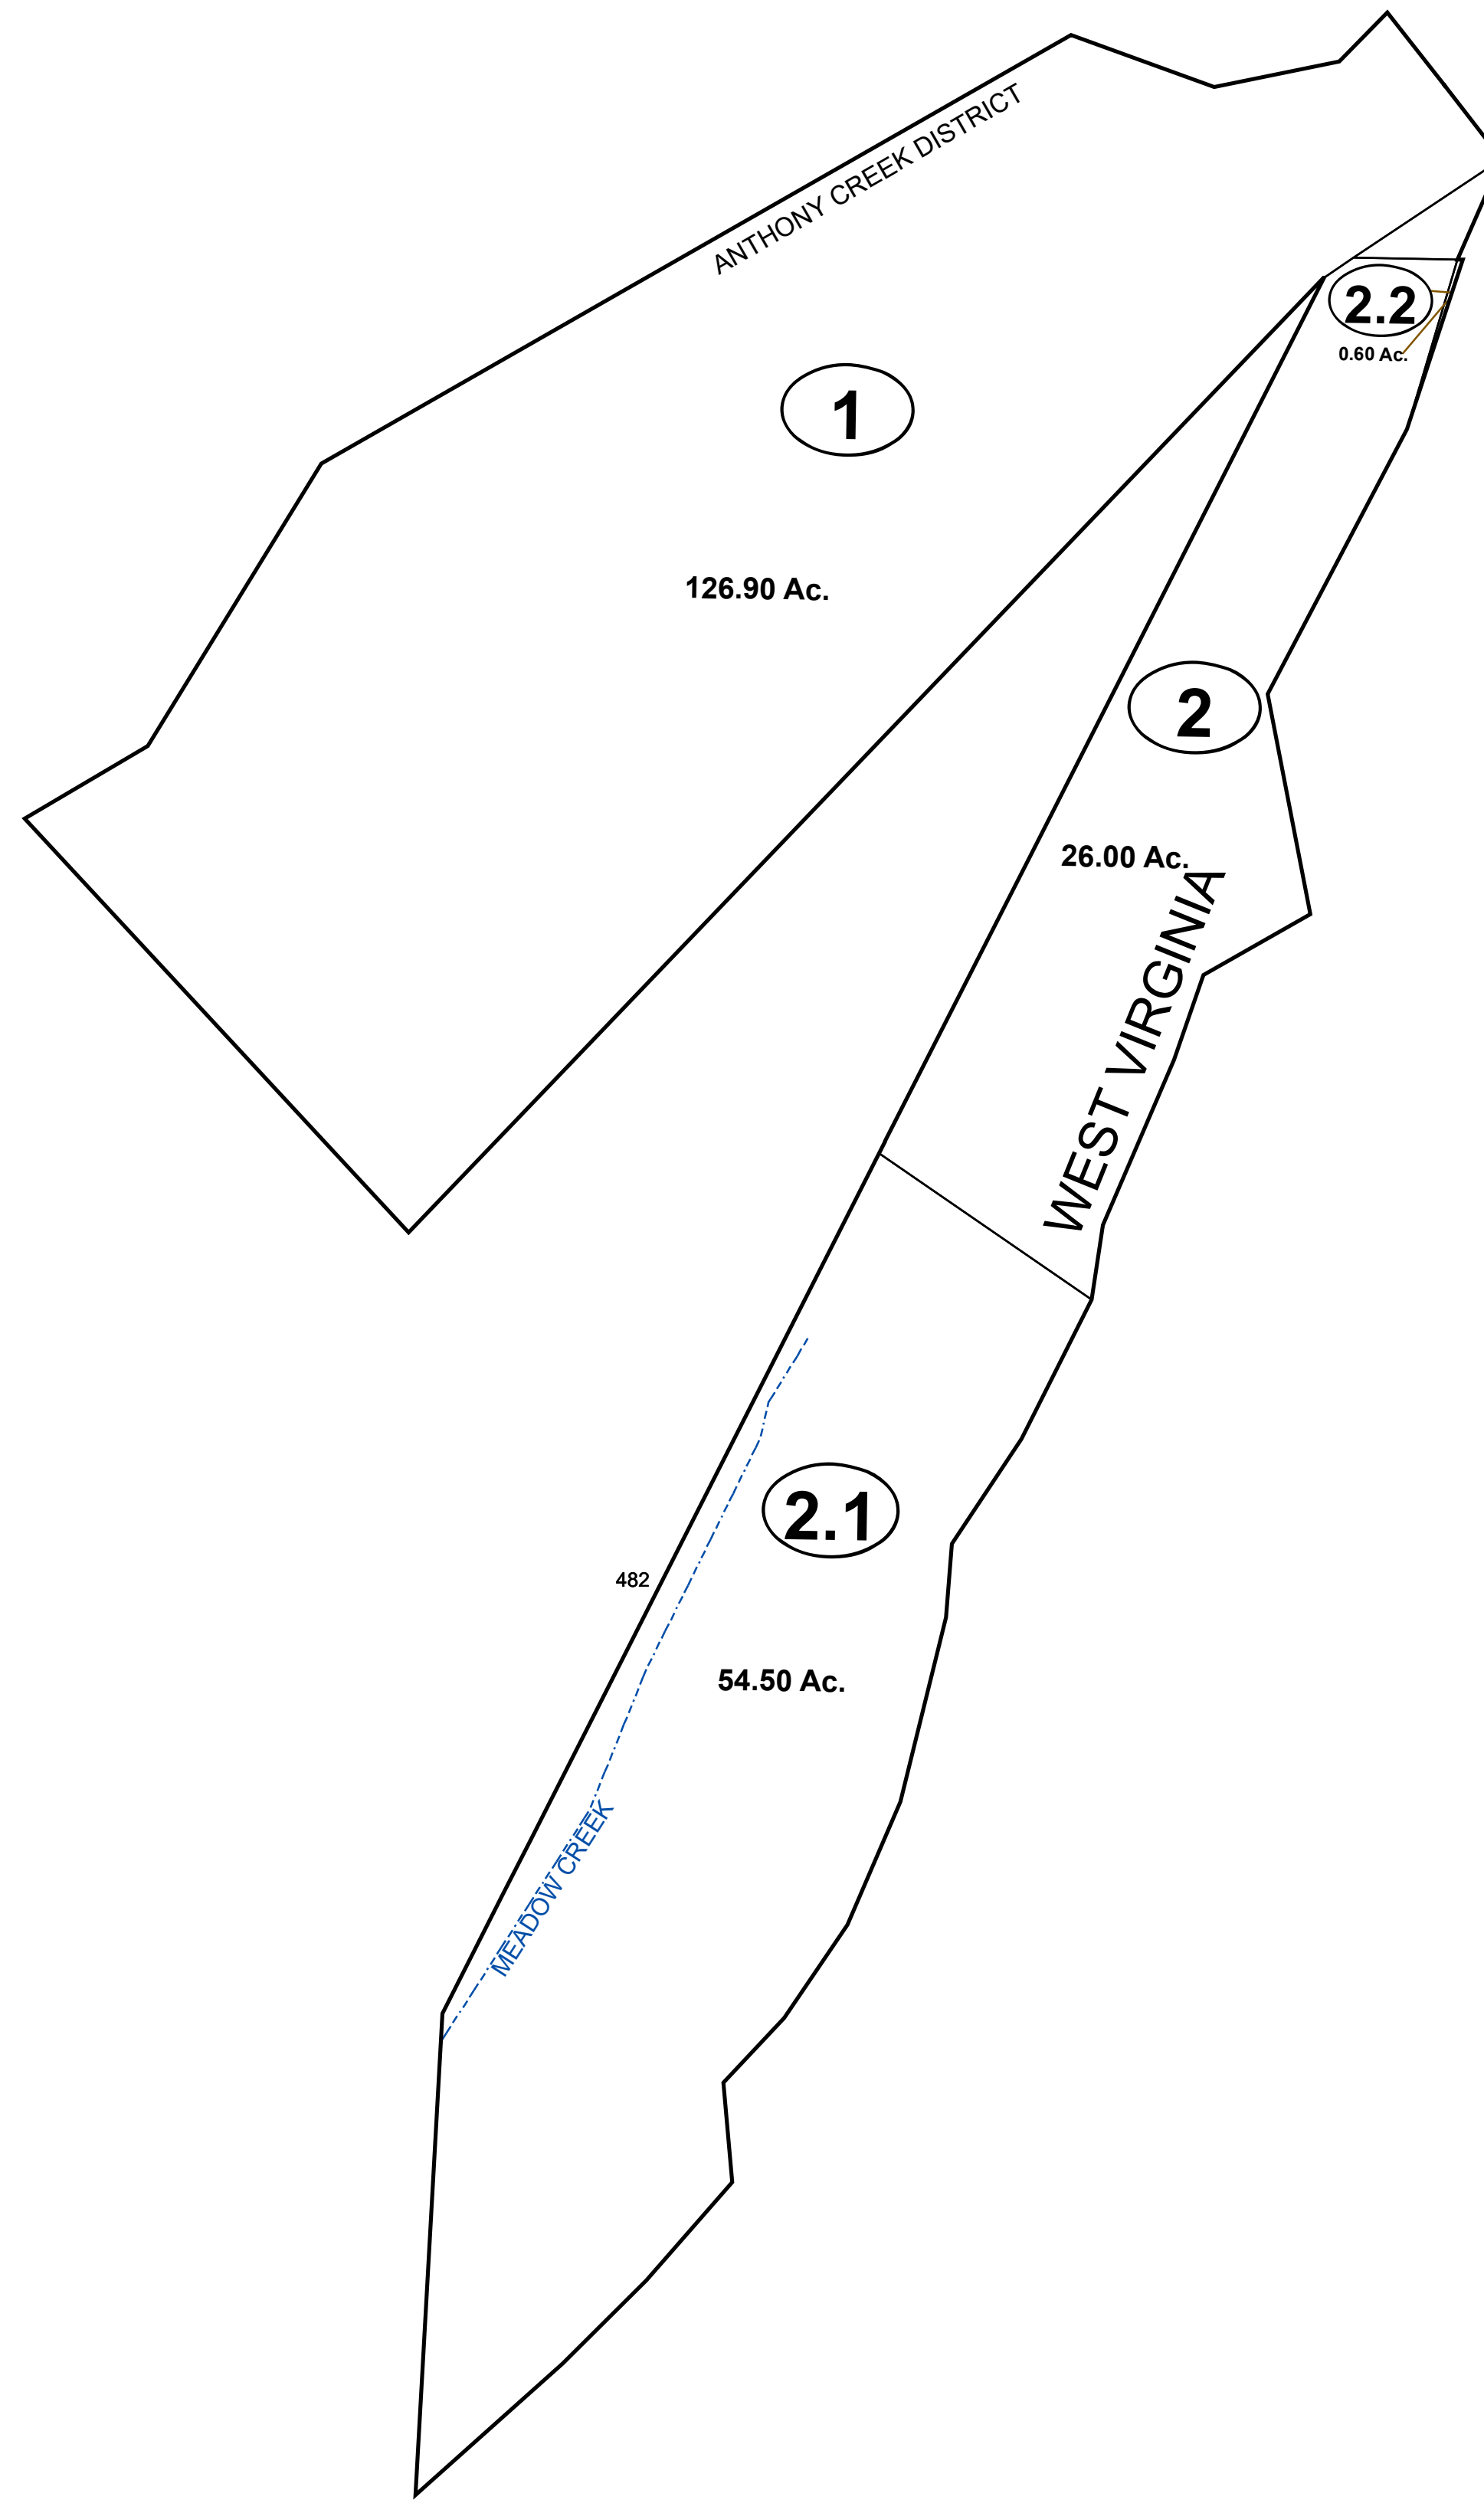 ANTHONY CREEK DISTRICT
2.2
0.60 Ac.
1
126.90 Ac.
2
26.00 Ac.
WEST VIRGINIA
2.1
482
54.50 Ac.
MEADOW CREEK